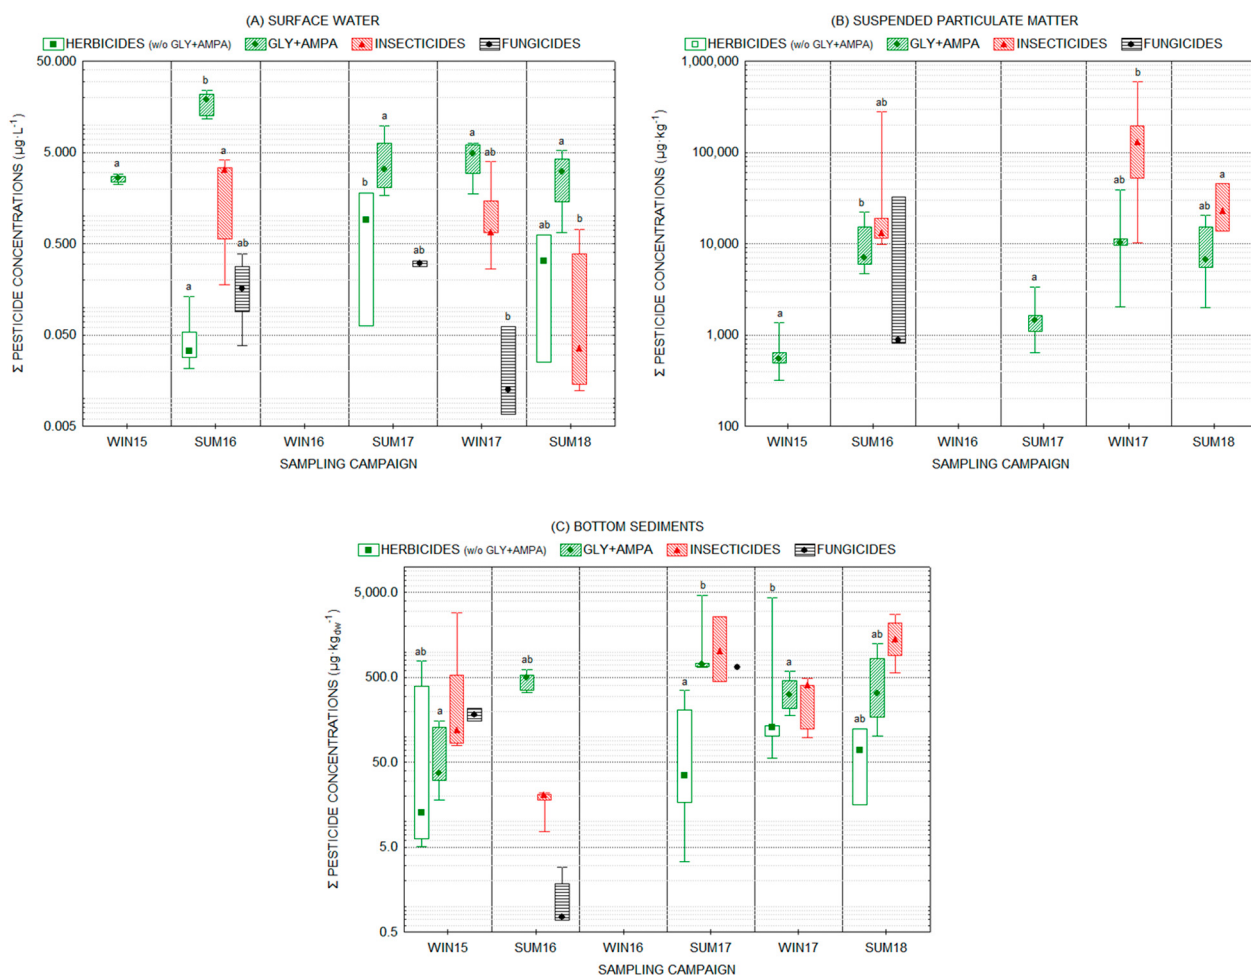 (A) SURFACE WATER
HERBICIDES (w/o GLY+AMPA) GLY+AMPA INSECTICIDES FUNGICIDES
Σ PESTICIDE CONCENTRATIONS (µg·L⁻¹)
50.000
5.000
0.500
0.050
0.005
a
a b a ab
b a ab
a ab b
ab a b
WIN15 SUM16 WIN16 SUM17 WIN17 SUM18
SAMPLING CAMPAIGN
(B) SUSPENDED PARTICULATE MATTER
HERBICIDES (w/o GLY+AMPA) GLY+AMPA INSECTICIDES FUNGICIDES
Σ PESTICIDE CONCENTRATIONS (µg·kg⁻¹)
1,000,000
100,000
10,000
1,000
100
a
b ab
a
ab b
ab a
WIN15 SUM16 WIN16 SUM17 WIN17 SUM18
SAMPLING CAMPAIGN
(C) BOTTOM SEDIMENTS
HERBICIDES (w/o GLY+AMPA) GLY+AMPA INSECTICIDES FUNGICIDES
Σ PESTICIDE CONCENTRATIONS (µg·kg_dw⁻¹)
5,000.0
500.0
50.0
5.0
0.5
ab a
ab
a b
b a
ab ab
WIN15 SUM16 WIN16 SUM17 WIN17 SUM18
SAMPLING CAMPAIGN